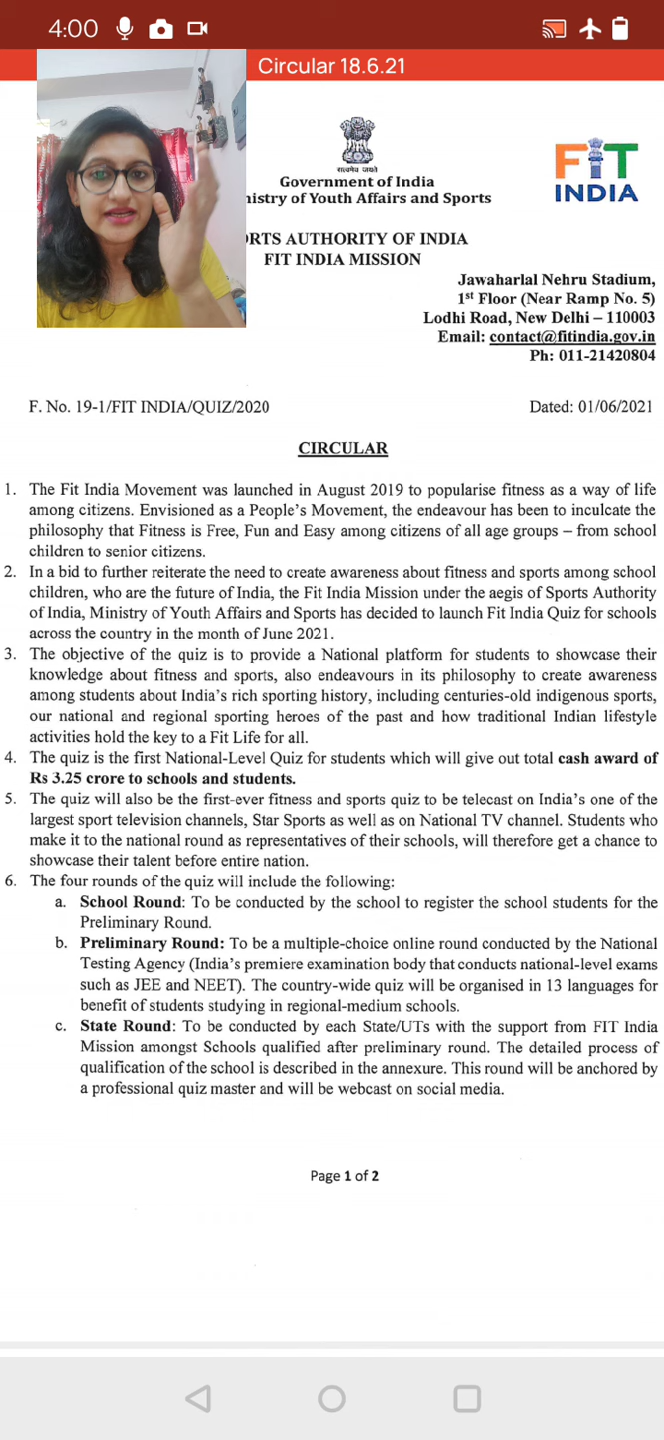 4:00
Circular 18.6.21
सत्यमेव जयते
Government of India
istry of Youth Affairs and Sports
FIT
INDIA
RTS AUTHORITY OF INDIA
FIT INDIA MISSION
Jawaharlal Nehru Stadium,
1st Floor (Near Ramp No. 5)
Lodhi Road, New Delhi – 110003
Email: contact@fitindia.gov.in
Ph: 011-21420804
F. No. 19-1/FIT INDIA/QUIZ/2020 Dated: 01/06/2021
CIRCULAR
1. The Fit India Movement was launched in August 2019 to popularise fitness as a way of life
among citizens. Envisioned as a People's Movement, the endeavour has been to inculcate the
philosophy that Fitness is Free, Fun and Easy among citizens of all age groups – from school
children to senior citizens.
2. In a bid to further reiterate the need to create awareness about fitness and sports among school
children, who are the future of India, the Fit India Mission under the aegis of Sports Authority
of India, Ministry of Youth Affairs and Sports has decided to launch Fit India Quiz for schools
across the country in the month of June 2021.
3. The objective of the quiz is to provide a National platform for students to showcase their
knowledge about fitness and sports, also endeavours in its philosophy to create awareness
among students about India's rich sporting history, including centuries-old indigenous sports,
our national and regional sporting heroes of the past and how traditional Indian lifestyle
activities hold the key to a Fit Life for all.
4. The quiz is the first National-Level Quiz for students which will give out total cash award of
Rs 3.25 crore to schools and students.
5. The quiz will also be the first-ever fitness and sports quiz to be telecast on India's one of the
largest sport television channels, Star Sports as well as on National TV channel. Students who
make it to the national round as representatives of their schools, will therefore get a chance to
showcase their talent before entire nation.
6. The four rounds of the quiz will include the following:
a. School Round: To be conducted by the school to register the school students for the
Preliminary Round.
b. Preliminary Round: To be a multiple-choice online round conducted by the National
Testing Agency (India's premiere examination body that conducts national-level exams
such as JEE and NEET). The country-wide quiz will be organised in 13 languages for
benefit of students studying in regional-medium schools.
c. State Round: To be conducted by each State/UTs with the support from FIT India
Mission amongst Schools qualified after preliminary round. The detailed process of
qualification of the school is described in the annexure. This round will be anchored by
a professional quiz master and will be webcast on social media.
Page 1 of 2